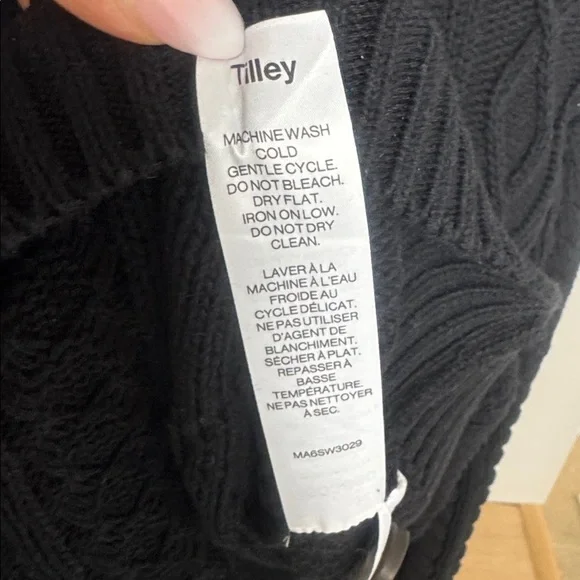 Tilley
MACHINE WASH
COLD
GENTLE CYCLE.
DO NOT BLEACH.
DRY FLAT.
IRON ON LOW.
DO NOT DRY
CLEAN.
LAVER À LA
MACHINE À L'EAU
FROIDE AU
CYCLE DÉLICAT.
NE PAS UTILISER
D'AGENT DE
BLANCHIMENT.
SÉCHER À PLAT.
REPASSER À
BASSE
TEMPÉRATURE.
NE PAS NETTOYER
À SEC.
MA6SW3029